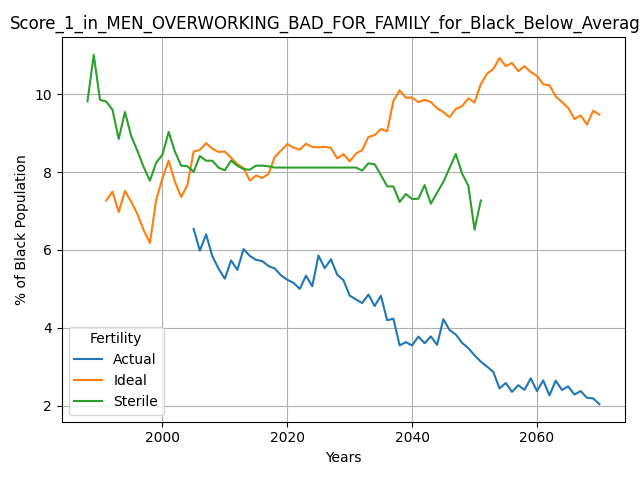 Score_1_in_MEN_OVERWORKING_BAD_FOR_FAMILY_for_Black_Below_Averag
% of Black Population
10
8
6
4
2
Fertility
Actual
Ideal
Sterile
2000
2020
2040
2060
Years